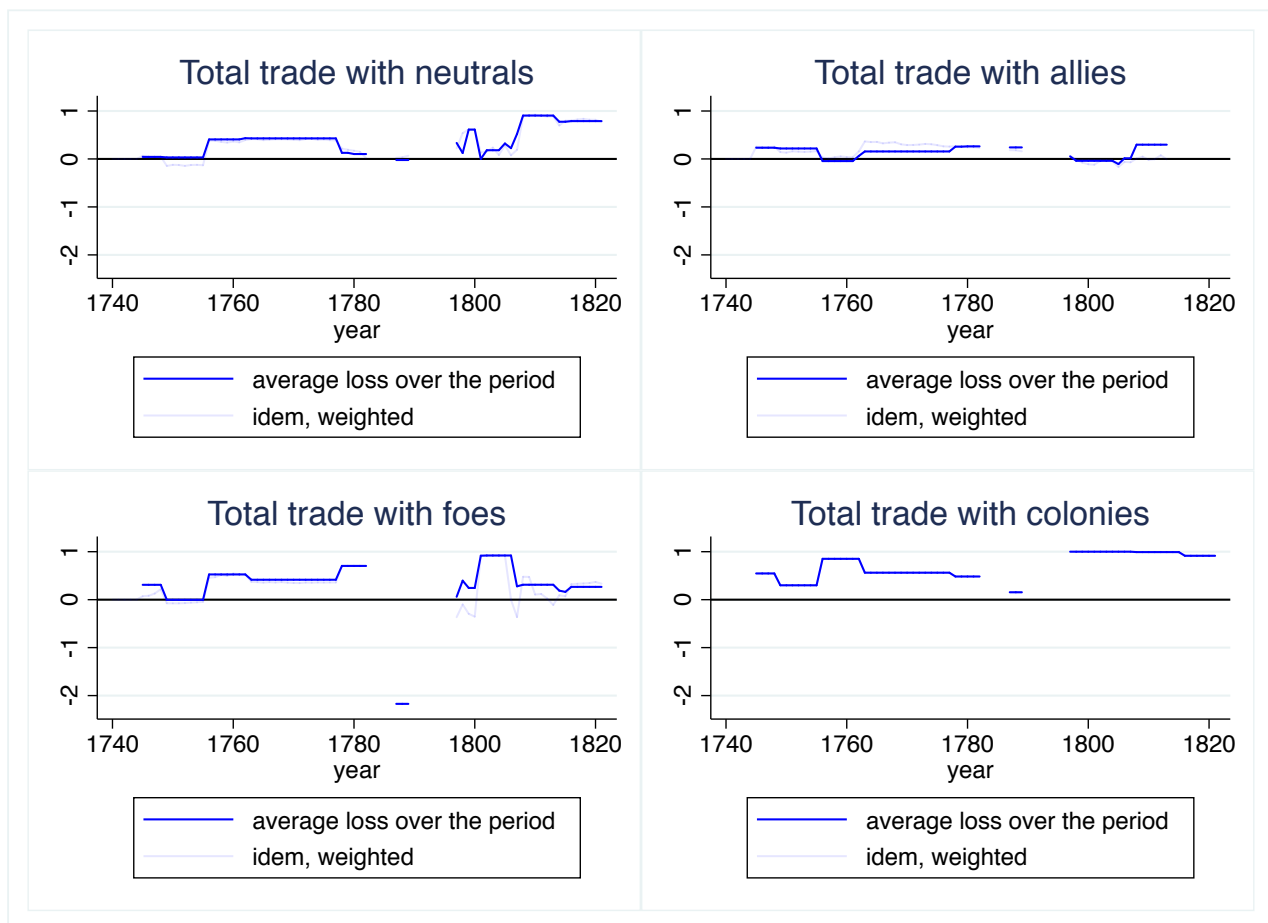 Total trade with neutrals
1
0
-1
-2
1740 1760 1780 1800 1820
year
average loss over the period
idem, weighted
Total trade with allies
1
0
-1
-2
1740 1760 1780 1800 1820
year
average loss over the period
idem, weighted
Total trade with foes
1
0
-1
-2
1740 1760 1780 1800 1820
year
average loss over the period
idem, weighted
Total trade with colonies
1
0
-1
-2
1740 1760 1780 1800 1820
year
average loss over the period
idem, weighted